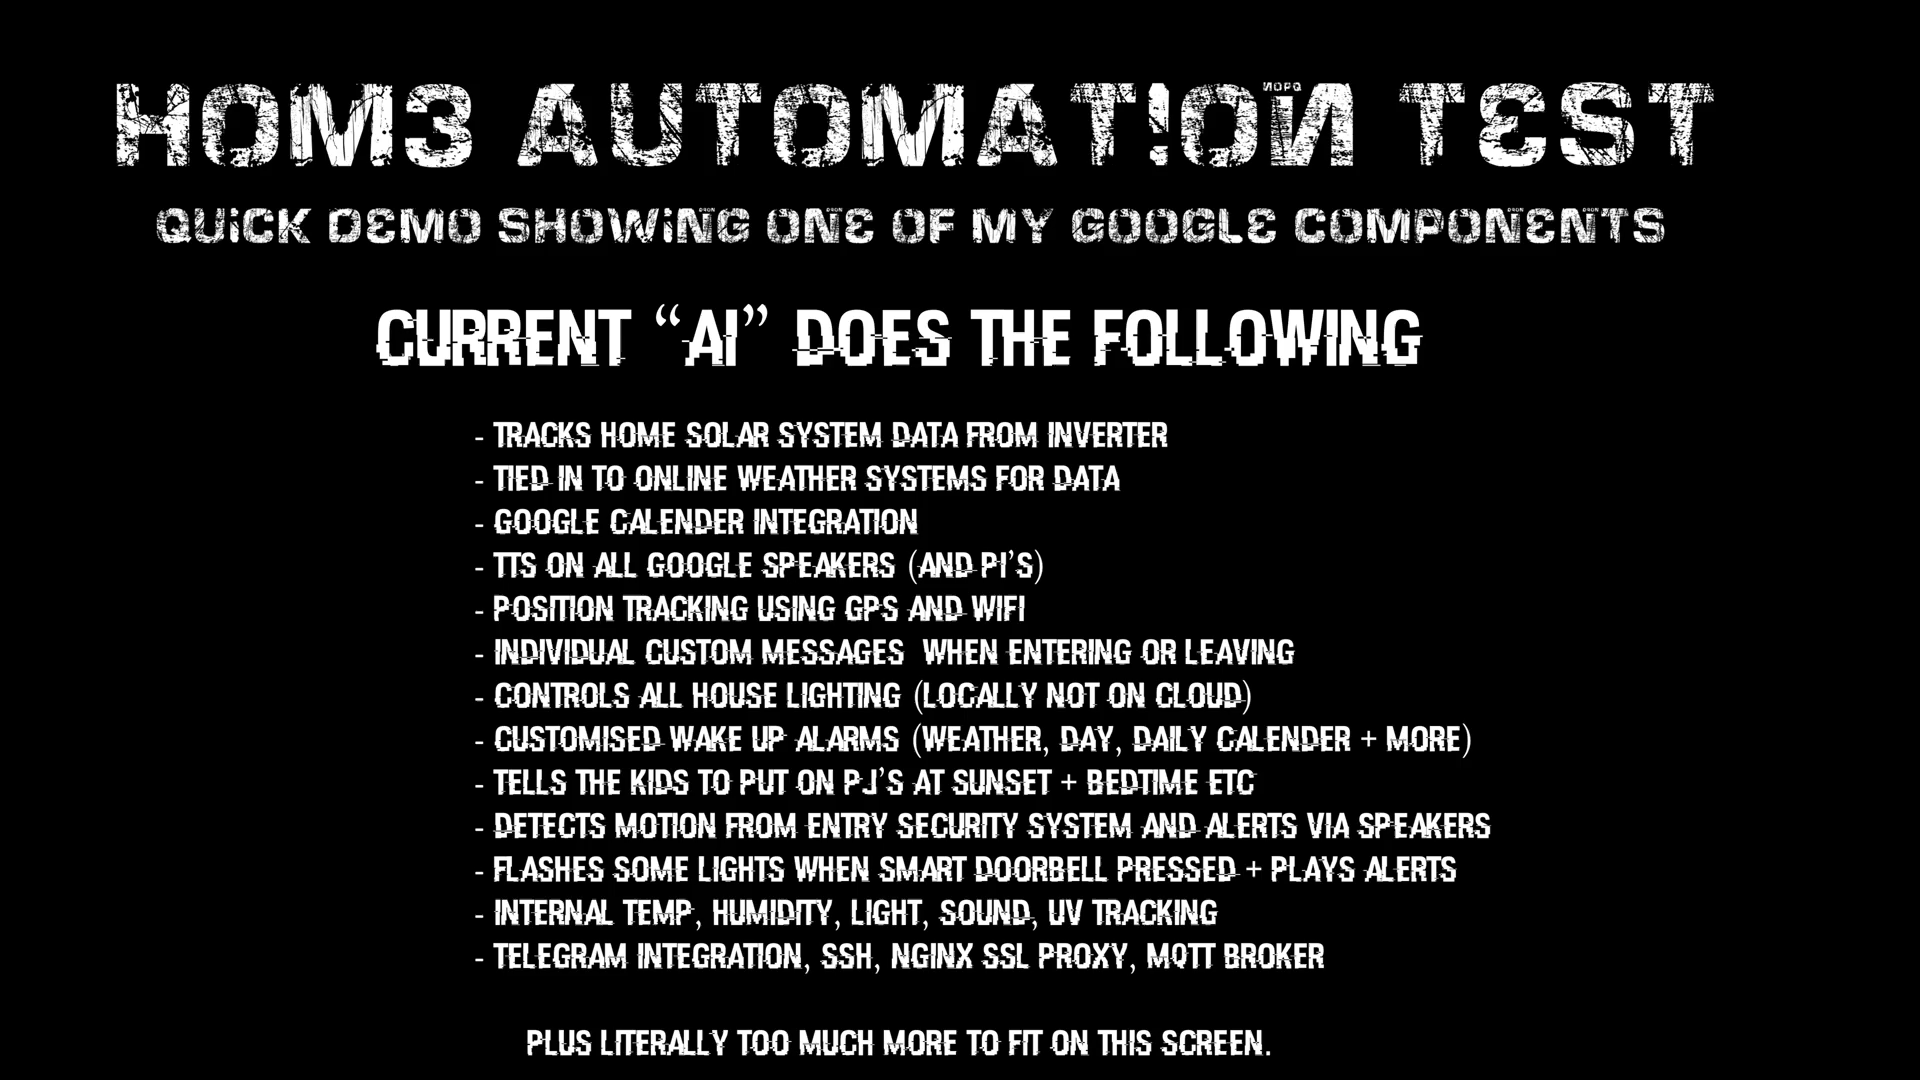 HOM3 AUTOMAT!ON TEST
QUiCK DEMO SHOWiNG ONE OF MY GOOGLE COMPONENTS
CURRENT “AI” DOES THE FOLLOWING
- TRACKS HOME SOLAR SYSTEM DATA FROM INVERTER
- TIED IN TO ONLINE WEATHER SYSTEMS FOR DATA
- GOOGLE CALENDER INTEGRATION
- TTS ON ALL GOOGLE SPEAKERS (AND PI’S)
- POSITION TRACKING USING GPS AND WIFI
- INDIVIDUAL CUSTOM MESSAGES WHEN ENTERING OR LEAVING
- CONTROLS ALL HOUSE LIGHTING (LOCALLY NOT ON CLOUD)
- CUSTOMISED WAKE UP ALARMS (WEATHER, DAY, DAILY CALENDER + MORE)
- TELLS THE KIDS TO PUT ON PJ’S AT SUNSET + BEDTIME ETC
- DETECTS MOTION FROM ENTRY SECURITY SYSTEM AND ALERTS VIA SPEAKERS
- FLASHES SOME LIGHTS WHEN SMART DOORBELL PRESSED + PLAYS ALERTS
- INTERNAL TEMP, HUMIDITY, LIGHT, SOUND, UV TRACKING
- TELEGRAM INTEGRATION, SSH, NGINX SSL PROXY, MQTT BROKER
PLUS LITERALLY TOO MUCH MORE TO FIT ON THIS SCREEN.